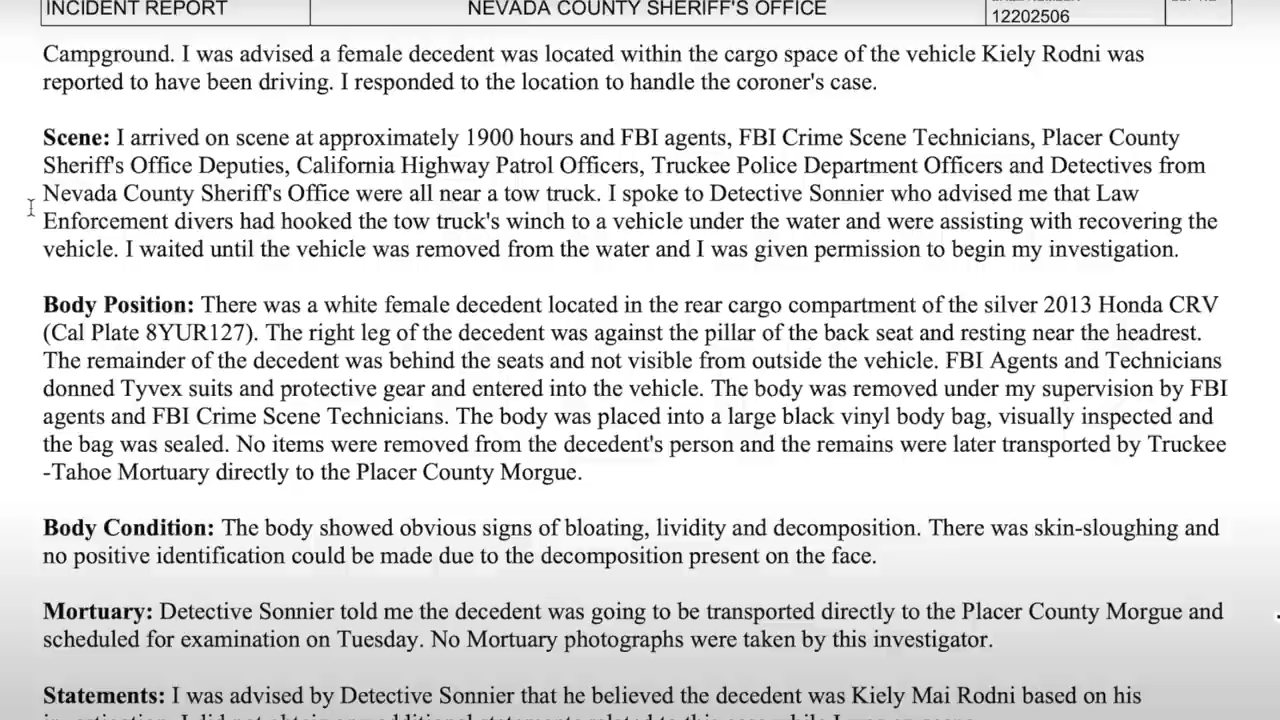 INCIDENT REPORT
NEVADA COUNTY SHERIFF'S OFFICE
12202506
Campground. I was advised a female decedent was located within the cargo space of the vehicle Kiely Rodni was
reported to have been driving. I responded to the location to handle the coroner's case.
Scene: I arrived on scene at approximately 1900 hours and FBI agents, FBI Crime Scene Technicians, Placer County
Sheriff's Office Deputies, California Highway Patrol Officers, Truckee Police Department Officers and Detectives from
Nevada County Sheriff's Office were all near a tow truck. I spoke to Detective Sonnier who advised me that Law
Enforcement divers had hooked the tow truck's winch to a vehicle under the water and were assisting with recovering the
vehicle. I waited until the vehicle was removed from the water and I was given permission to begin my investigation.
Body Position: There was a white female decedent located in the rear cargo compartment of the silver 2013 Honda CRV
(Cal Plate 8YUR127). The right leg of the decedent was against the pillar of the back seat and resting near the headrest.
The remainder of the decedent was behind the seats and not visible from outside the vehicle. FBI Agents and Technicians
donned Tyvex suits and protective gear and entered into the vehicle. The body was removed under my supervision by FBI
agents and FBI Crime Scene Technicians. The body was placed into a large black vinyl body bag, visually inspected and
the bag was sealed. No items were removed from the decedent's person and the remains were later transported by Truckee
-Tahoe Mortuary directly to the Placer County Morgue.
Body Condition: The body showed obvious signs of bloating, lividity and decomposition. There was skin-sloughing and
no positive identification could be made due to the decomposition present on the face.
Mortuary: Detective Sonnier told me the decedent was going to be transported directly to the Placer County Morgue and
scheduled for examination on Tuesday. No Mortuary photographs were taken by this investigator.
Statements: I was advised by Detective Sonnier that he believed the decedent was Kiely Mai Rodni based on his